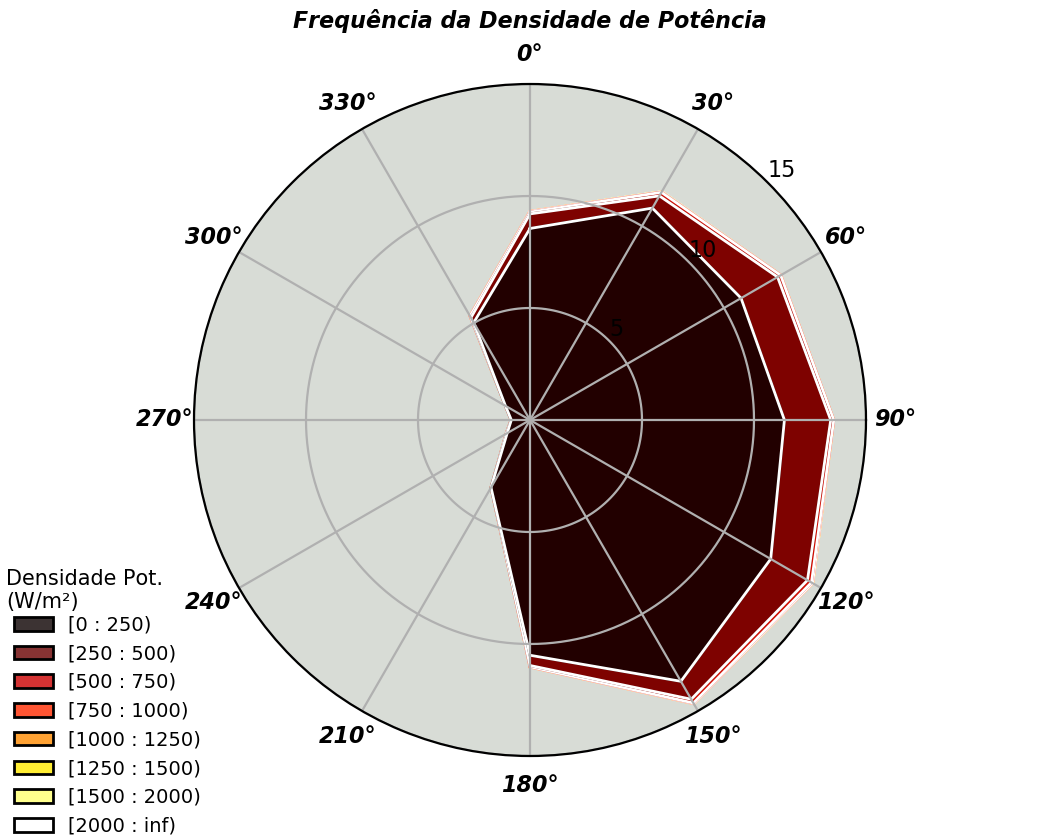 Frequência da Densidade de Potência
0°
330°
30°
15
300°
60°
10
5
270°
90°
Densidade Pot.
(W/m²)
240°
120°
[0 : 250)
[250 : 500)
[500 : 750)
[750 : 1000)
210°
150°
[1000 : 1250)
[1250 : 1500)
180°
[1500 : 2000)
[2000 : inf)